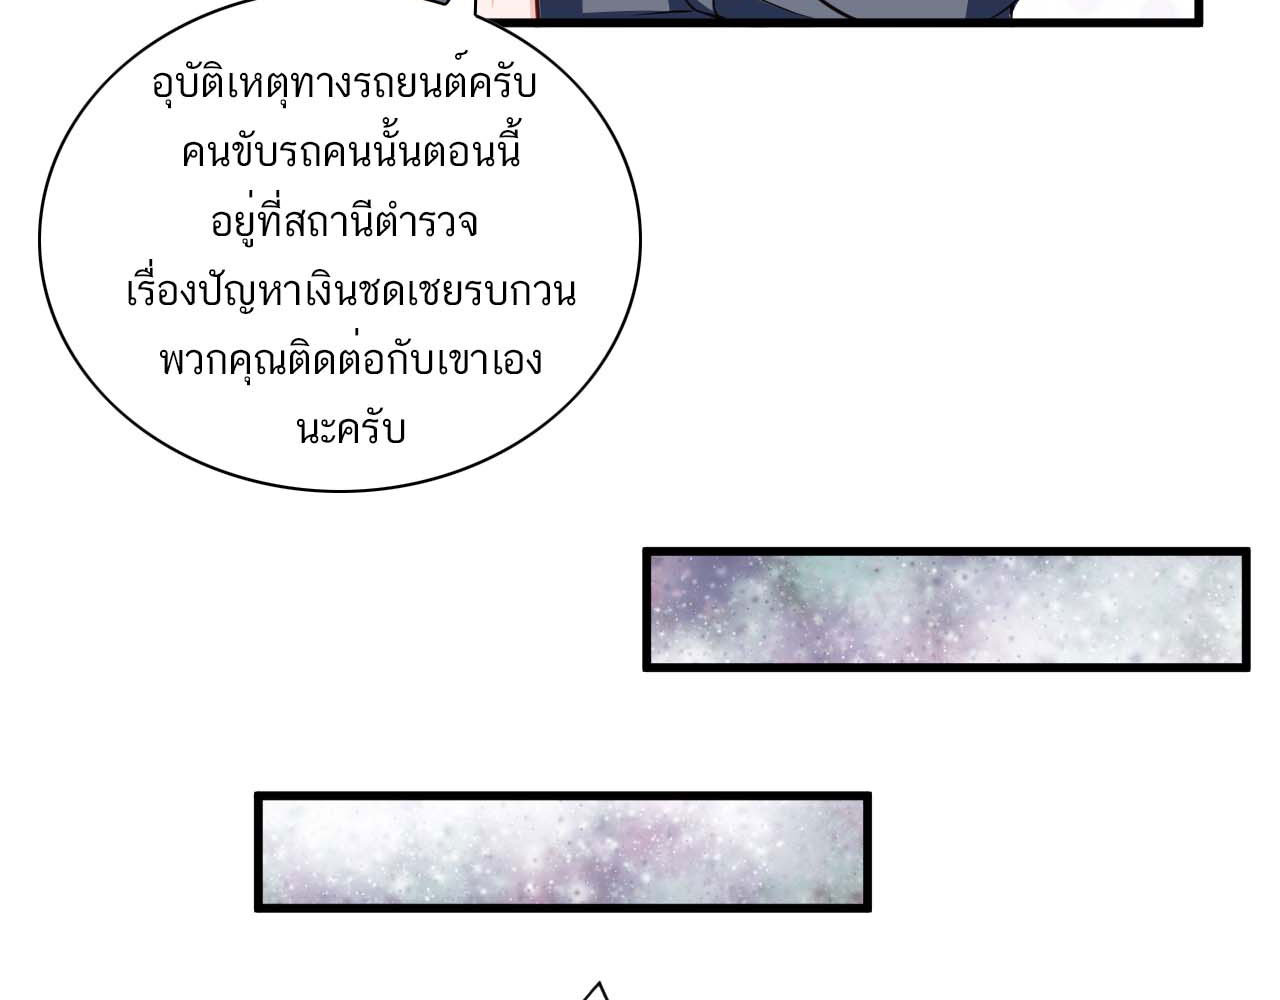 อุบัติเหตุทางรถยนต์ครับ
คนขับรถคนนั้นตอนนี้
อยู่ที่สถานีตำรวจ
เรื่องปัญหาเงินชดเชยรบกวน
พวกคุณติดต่อกับเขาเอง
นะครับ